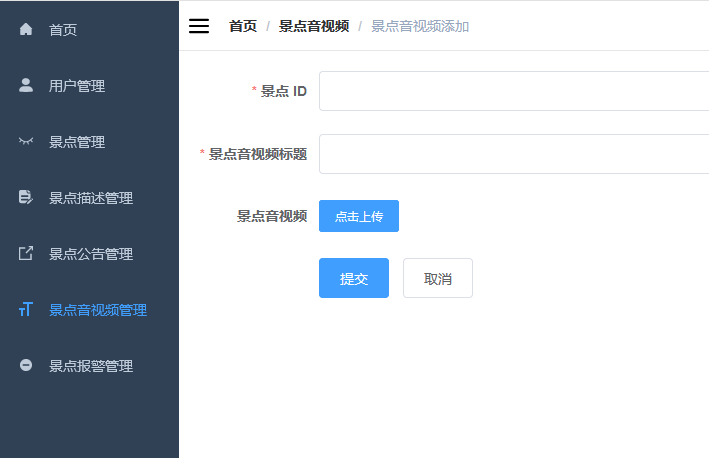 首页
用户管理
景点管理
景点描述管理
景点公告管理
景点音视频管理
景点报警管理
首页 / 景点音视频 / 景点音视频添加
* 景点 ID
* 景点音视频标题
景点音视频 点击上传
提交 取消